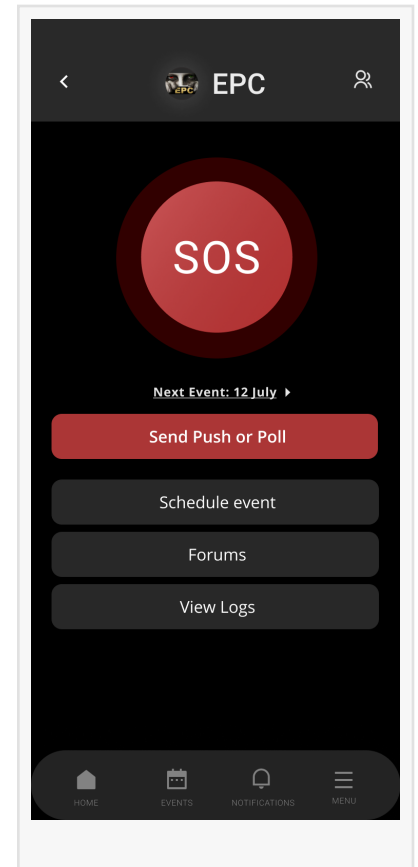 EPC
EPC
SOS
Next Event: 12 July
Send Push or Poll
Schedule event
Forums
View Logs
HOME
EVENTS
NOTIFICATIONS
MENU